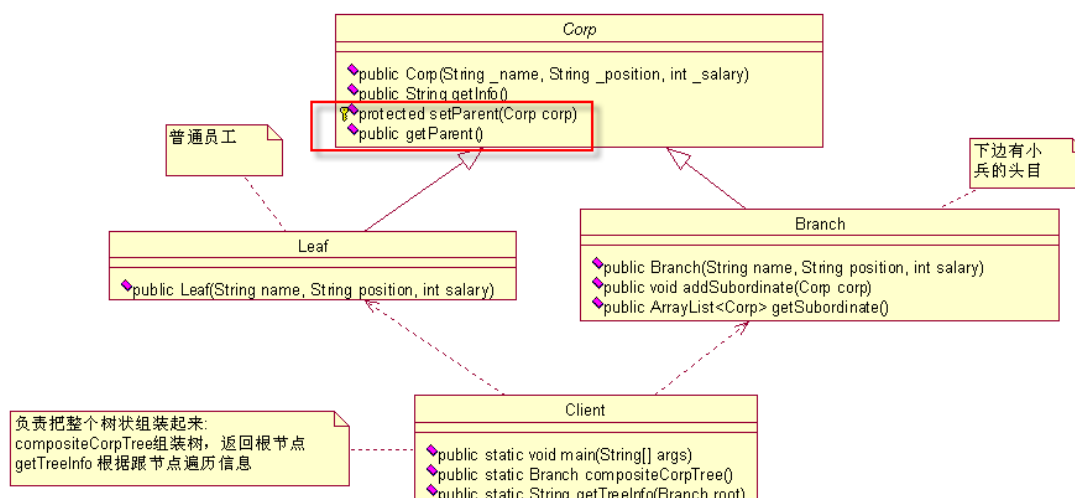 Corp
public Corp(String _name, String _position, int _salary)
public String getInfo()
protected setParent(Corp corp)
public getParent()
普通员工
下边有小
兵的头目
Leaf
public Leaf(String name, String position, int salary)
Branch
public Branch(String name, String position, int salary)
public void addSubordinate(Corp corp)
public ArrayList<Corp> getSubordinate()
负责把整个树状组装起来:
compositeCorpTree组装树，返回根节点
getTreeInfo 根据跟节点遍历信息
Client
public static void main(String[] args)
public static Branch compositeCorpTree()
public static String getTreeInfo(Branch root)